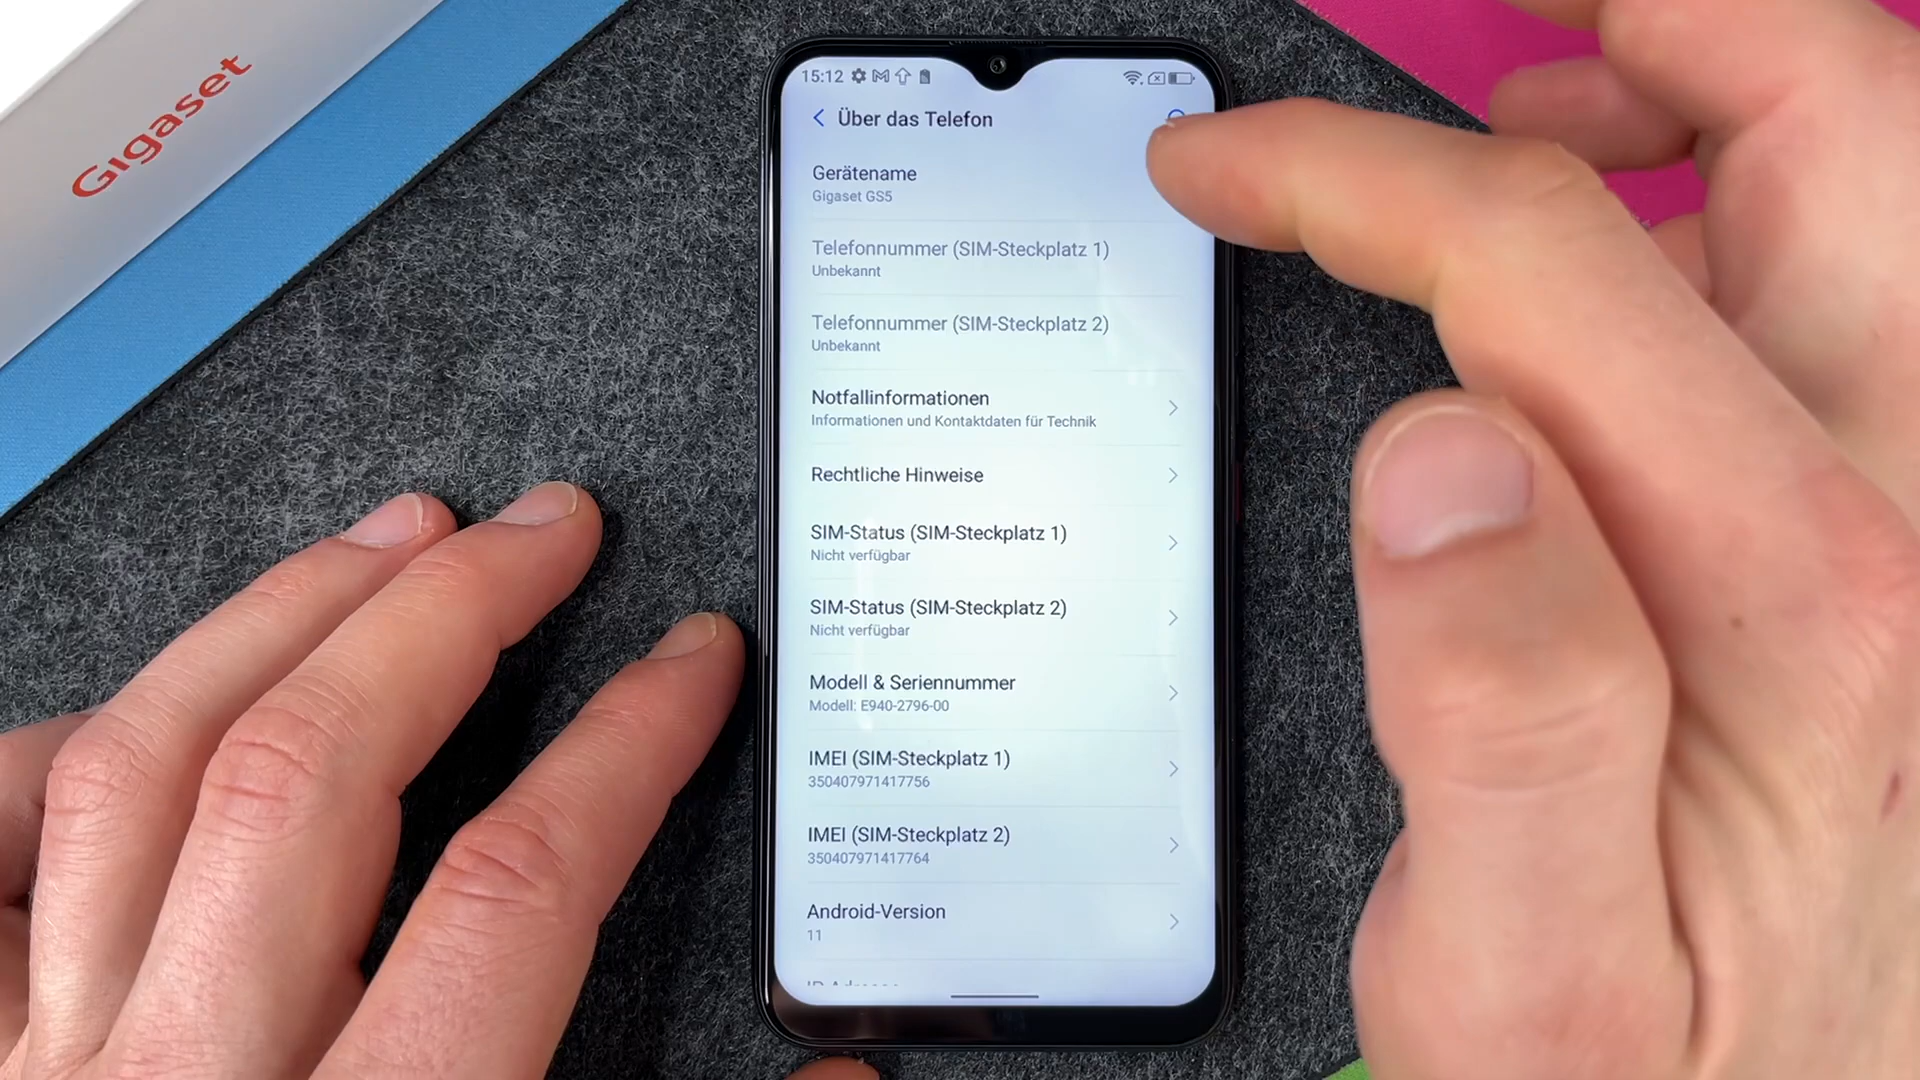 Gigaset
15:12
Über das Telefon
Gerätename
Gigaset GS5
Telefonnummer (SIM-Steckplatz 1)
Unbekannt
Telefonnummer (SIM-Steckplatz 2)
Unbekannt
Notfallinformationen
Informationen und Kontaktdaten für Technik
Rechtliche Hinweise
SIM-Status (SIM-Steckplatz 1)
Nicht verfügbar
SIM-Status (SIM-Steckplatz 2)
Nicht verfügbar
Modell & Seriennummer
Modell: E940-2796-00
IMEI (SIM-Steckplatz 1)
350407971417756
IMEI (SIM-Steckplatz 2)
350407971417764
Android-Version
11